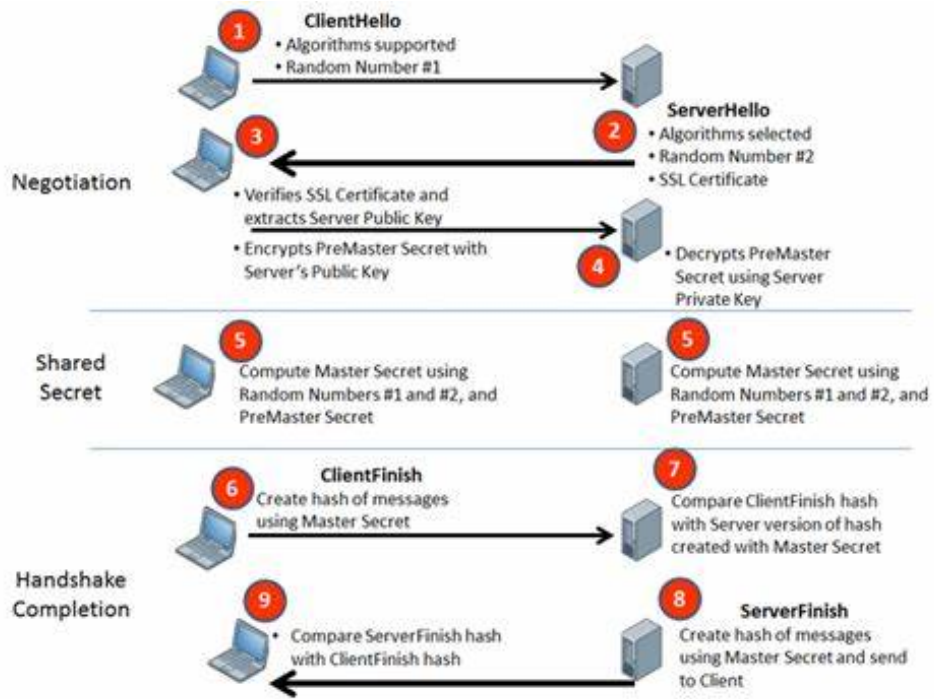 1
ClientHello
• Algorithms supported
• Random Number #1
ServerHello
2
• Algorithms selected
• Random Number #2
• SSL Certificate
3
Negotiation
• Verifies SSL Certificate and
extracts Server Public Key
• Encrypts PreMaster Secret with
Server's Public Key
4
• Decrypts PreMaster
Secret using Server
Private Key
Shared
Secret
5
Compute Master Secret using
Random Numbers #1 and #2, and
PreMaster Secret
5
Compute Master Secret using
Random Numbers #1 and #2, and
PreMaster Secret
Handshake
Completion
ClientFinish
6
Create hash of messages
using Master Secret
7
Compare ClientFinish hash
with Server version of hash
created with Master Secret
8
ServerFinish
Create hash of messages
using Master Secret and send
to Client
9
• Compare ServerFinish hash
with ClientFinish hash